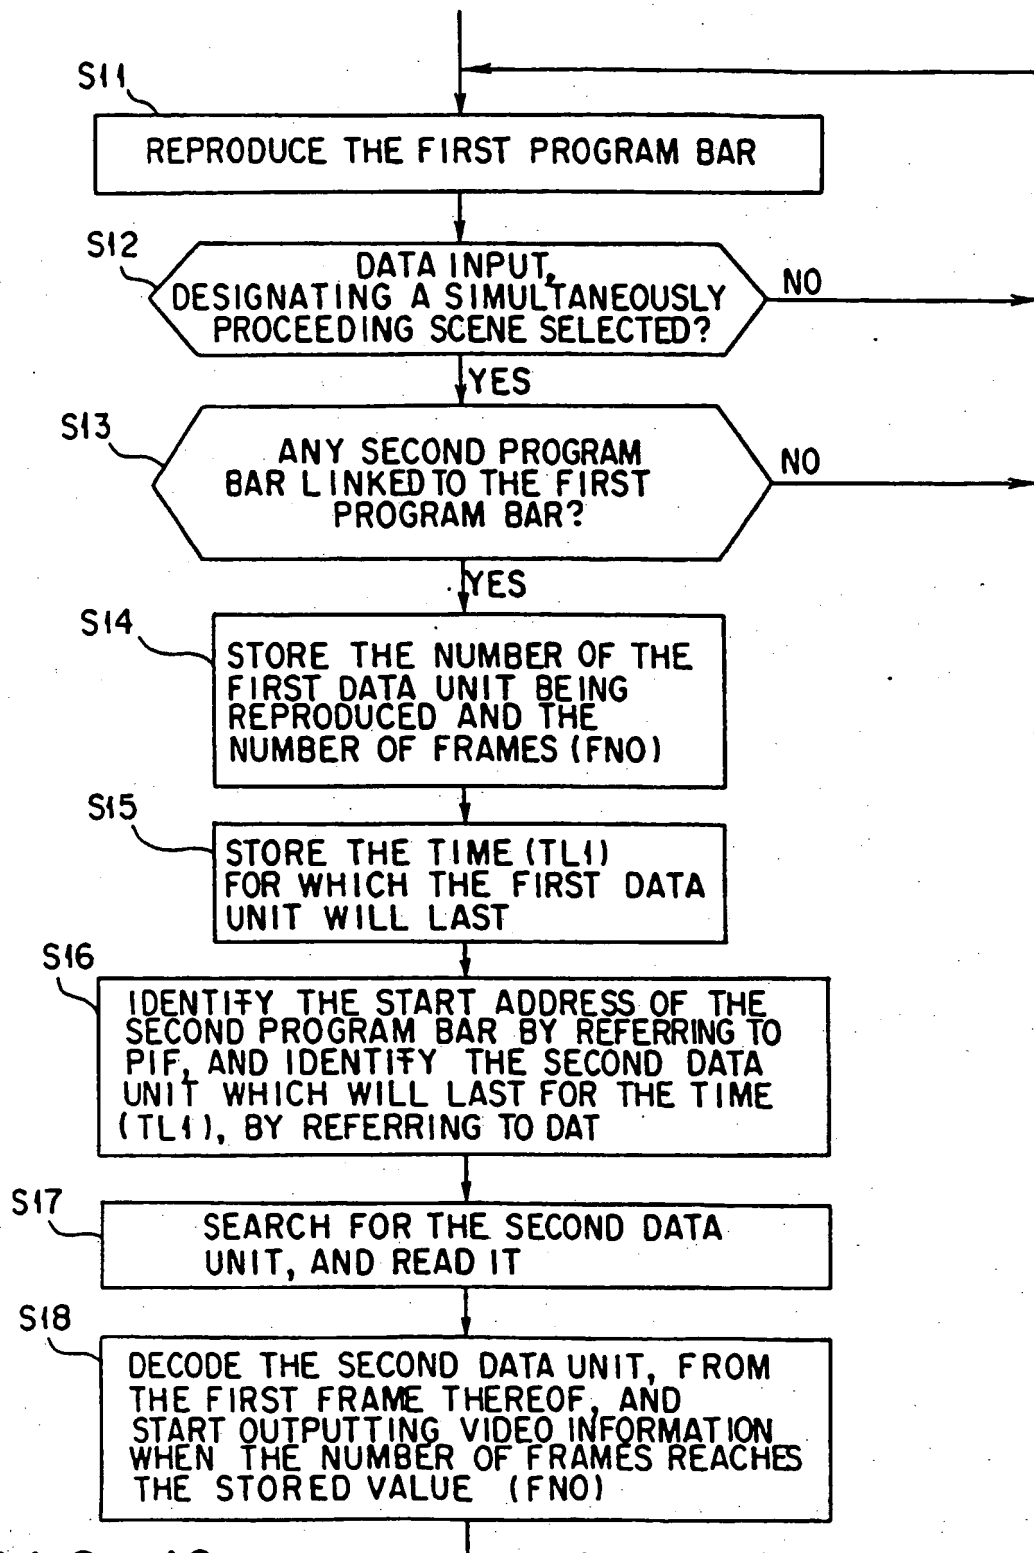 S11
REPRODUCE THE FIRST PROGRAM BAR
S12
DATA INPUT,
DESIGNATING A SIMULTANEOUSLY
PROCEEDING SCENE SELECTED?
NO
YES
S13
ANY SECOND PROGRAM
BAR LINKED TO THE FIRST
PROGRAM BAR?
NO
YES
S14
STORE THE NUMBER OF THE
FIRST DATA UNIT BEING
REPRODUCED AND THE
NUMBER OF FRAMES (FNO)
S15
STORE THE TIME (TL1)
FOR WHICH THE FIRST DATA
UNIT WILL LAST
S16
IDENTIFY THE START ADDRESS OF THE
SECOND PROGRAM BAR BY REFERRING TO
PIF, AND IDENTIFY THE SECOND DATA
UNIT WHICH WILL LAST FOR THE TIME
(TL1), BY REFERRING TO DAT
S17
SEARCH FOR THE SECOND DATA
UNIT, AND READ IT
S18
DECODE THE SECOND DATA UNIT, FROM
THE FIRST FRAME THEREOF, AND
START OUTPUTTING VIDEO INFORMATION
WHEN THE NUMBER OF FRAMES REACHES
THE STORED VALUE (FNO)